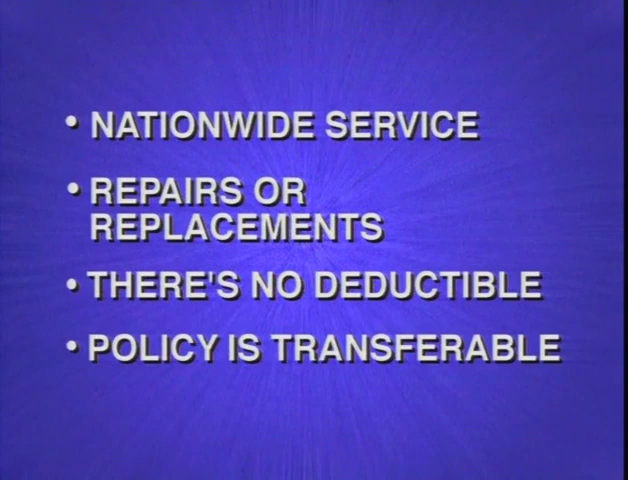 • NATIONWIDE SERVICE
• REPAIRS OR
REPLACEMENTS
• THERE'S NO DEDUCTIBLE
• POLICY IS TRANSFERABLE